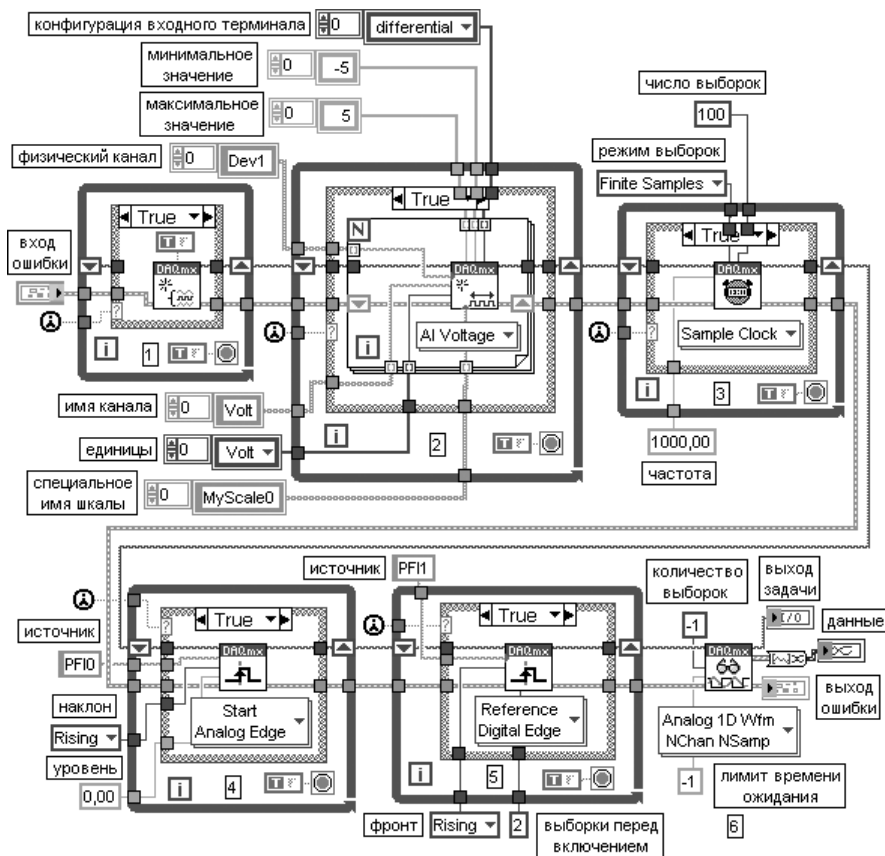 конфигурация входного терминала
0
differential
минимальное
значение
0
-5
максимальное
значение
0
5
число выборок
100
физический канал
0
Dev1
режим выборок
Finite Samples
True
True
True
вход
ошибки
N
T F
DAQmx
DAQmx
DAQmx
?
?
?
AI Voltage
Sample Clock
i
1
T F
i
i
3
T F
имя канала
0
Volt
i
2
T F
единицы
0
Volt
1000,00
частота
специальное
имя шкалы
0
MyScale0
источник
PFI1
количество
выборок
выход
задачи
True
True
-1
I/O
данные
источник
?
?
PFI0
DAQmx
DAQmx
DAQmx
выход
ошибки
наклон
Rising
Start
Analog Edge
Reference
Digital Edge
Analog 1D Wfm
NChan NSamp
уровень
0,00
i
4
T F
i
5
T F
-1
лимит времени
ожидания
фронт
Rising
2
выборки перед
включением
6